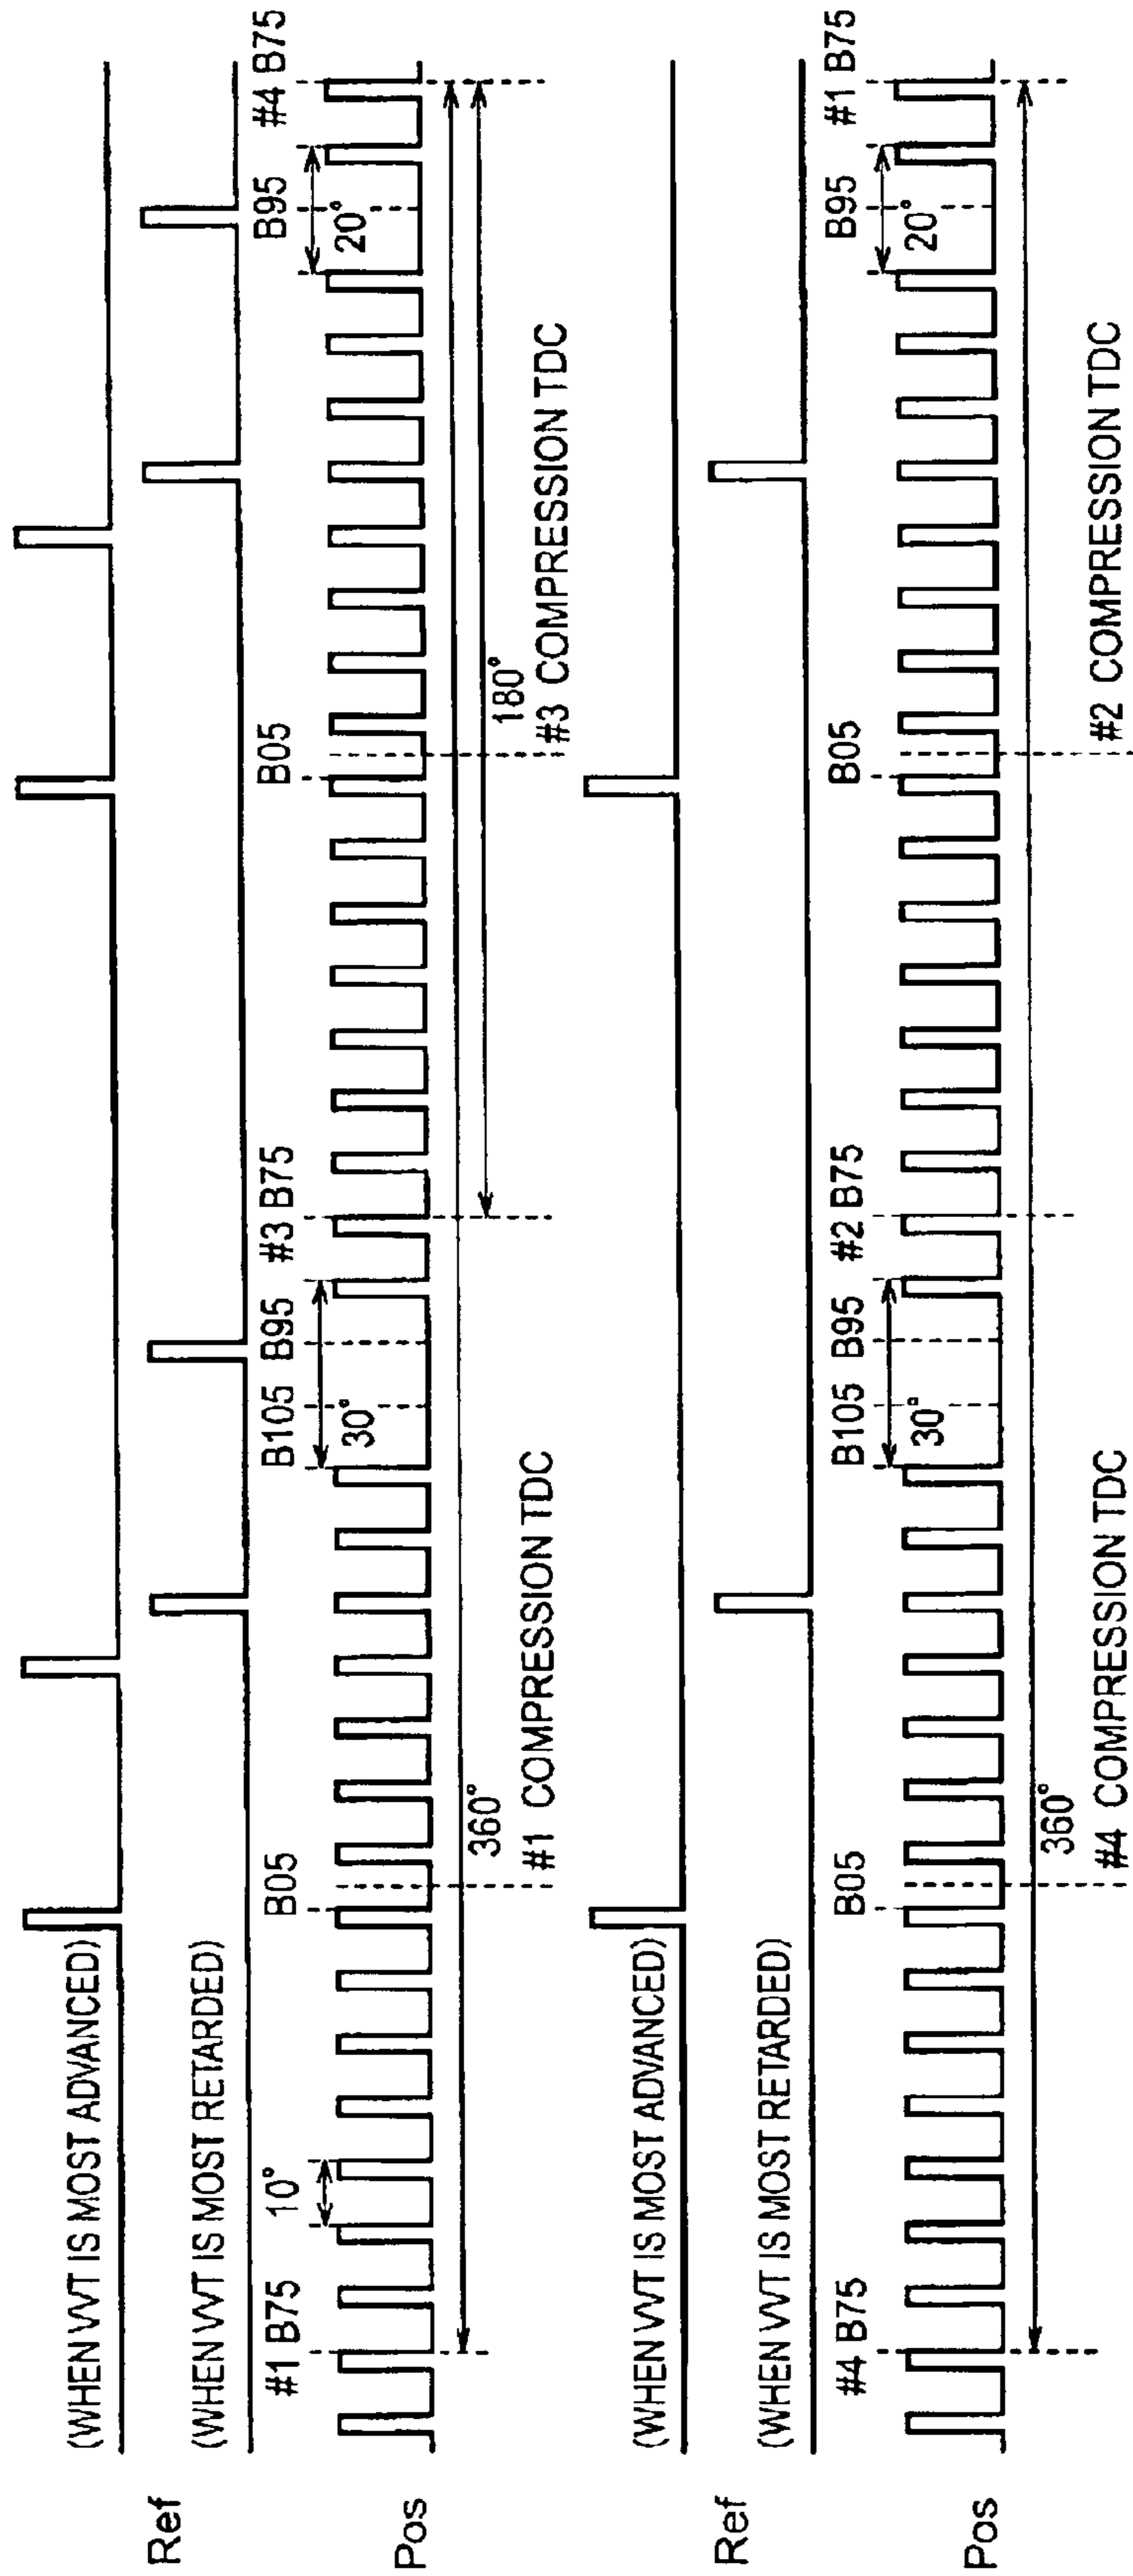 (WHEN VVT IS MOST ADVANCED)
Ref
(WHEN VVT IS MOST RETARDED)
#1 B75 10° B05 B105 B95 #3 B75 B05 B95 #4 B75
30° 20°
Pos
360° 180°
#1 COMPRESSION TDC #3 COMPRESSION TDC
(WHEN VVT IS MOST ADVANCED)
Ref
(WHEN VVT IS MOST RETARDED)
#4 B75 B05 B105 B95 #2 B75 B05 B95 #1 B75
30° 20°
Pos
360°
#4 COMPRESSION TDC #2 COMPRESSION TDC